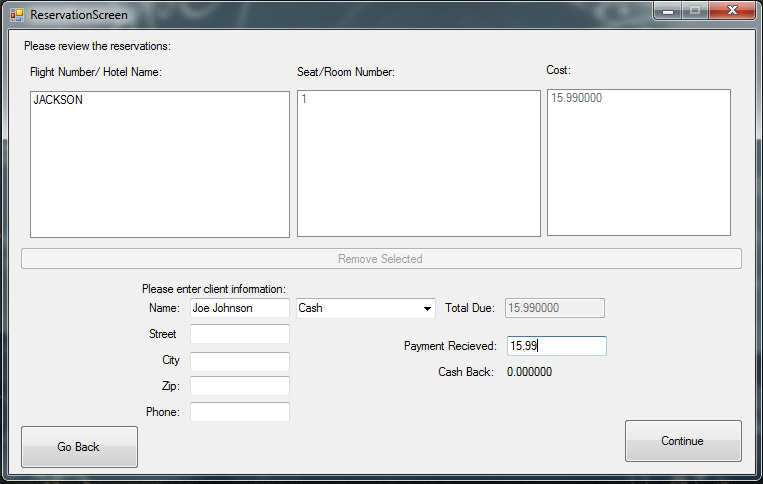 ReservationScreen
Please review the reservations:
Flight Number/ Hotel Name:
Seat/Room Number:
Cost:
JACKSON
1
15.990000
Remove Selected
Please enter client information:
Name:
Joe Johnson
Cash
Total Due:
15.990000
Street
Payment Recieved:
15.99
City
Cash Back:
0.000000
Zip:
Phone:
Go Back
Continue